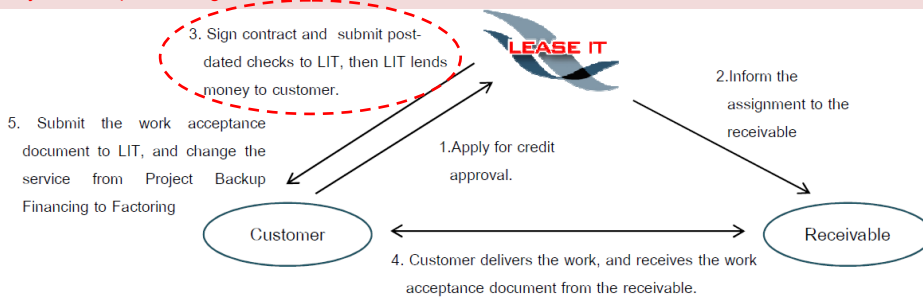 3. Sign contract and submit post-
dated checks to LIT, then LIT lends
money to customer.
LEASE IT
2.Inform the
assignment to the
receivable
5. Submit the work acceptance
document to LIT, and change the
service from Project Backup
Financing to Factoring
1.Apply for credit
approval.
Customer
Receivable
4. Customer delivers the work, and receives the work
acceptance document from the receivable.